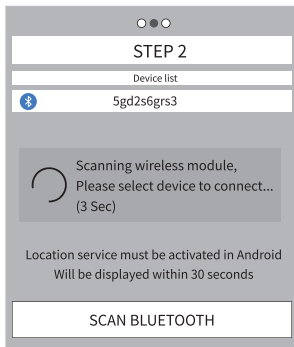 STEP 2
Device list
5gd2s6grs3
Scanning wireless module,
Please select device to connect...
(3 Sec)
Location service must be activated in Android
Will be displayed within 30 seconds
SCAN BLUETOOTH